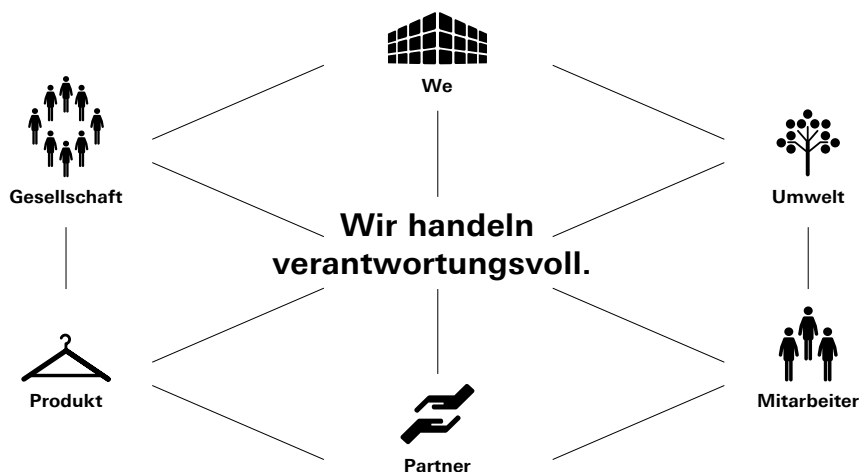 We
Gesellschaft
Umwelt
Wir handeln
verantwortungsvoll.
Produkt
Mitarbeiter
Partner